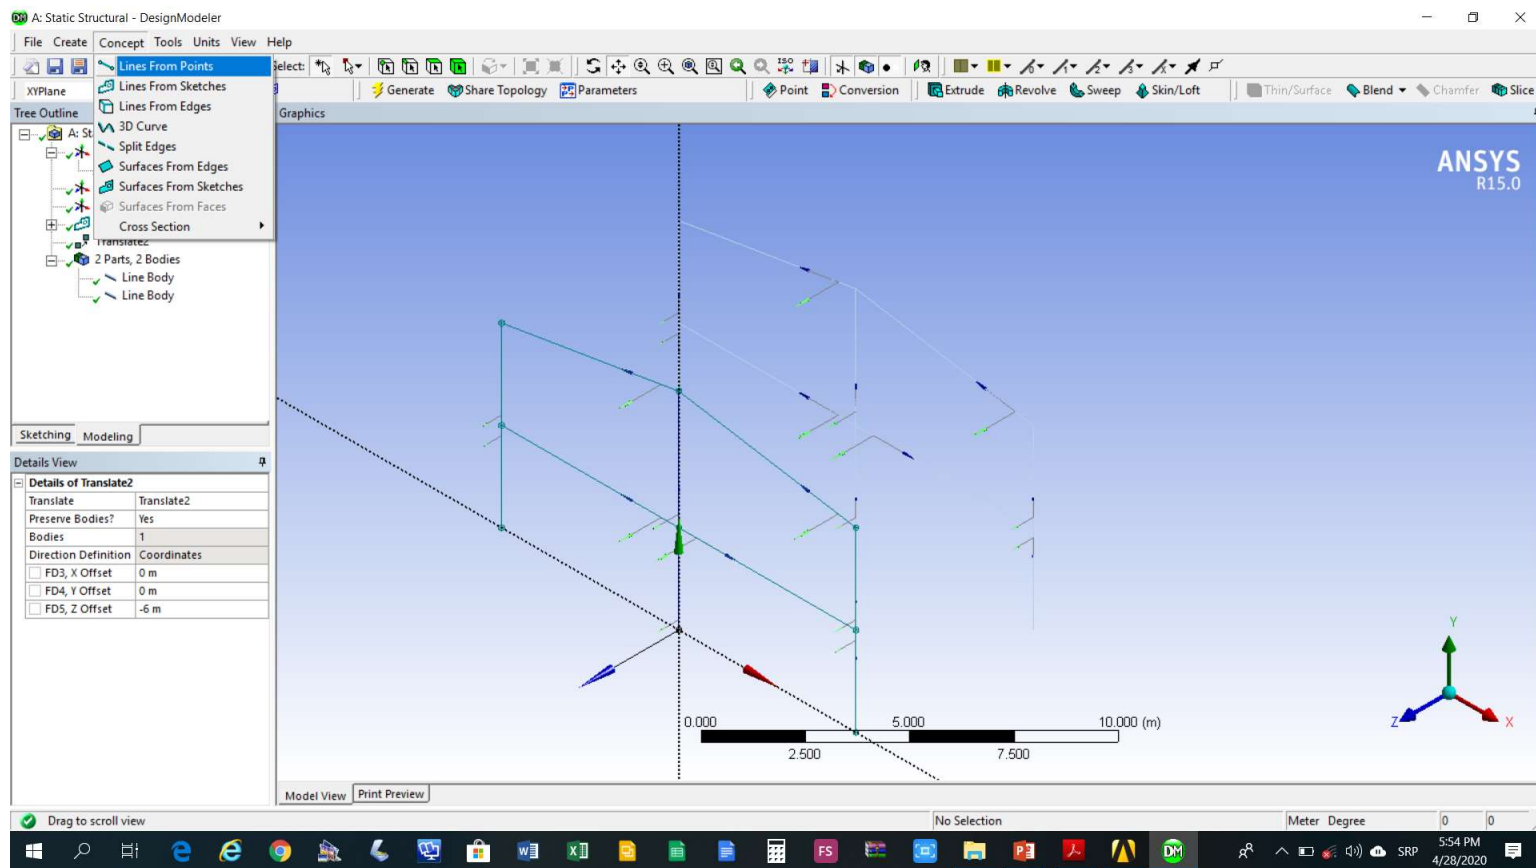 A: Static Structural - DesignModeler
File Create Concept Tools Units View Help
Lines From Points
Select:
Lines From Sketches
XYPlane
Generate Share Topology Parameters Point Conversion Extrude Revolve Sweep Skin/Loft Thin/Surface Blend Chamfer Slice
Lines From Edges
Tree Outline
Graphics
3D Curve
A: St
Split Edges
Surfaces From Edges
Surfaces From Sketches
Surfaces From Faces
Cross Section
Translate2
2 Parts, 2 Bodies
Line Body
Line Body
ANSYS
R15.0
Sketching Modeling
Details View
Details of Translate2
Translate Translate2
Preserve Bodies? Yes
Bodies 1
Direction Definition Coordinates
FD3, X Offset 0 m
FD4, Y Offset 0 m
FD5, Z Offset -6 m
Y
Z
X
0.000 5.000 10.000 (m)
2.500 7.500
Model View Print Preview
Drag to scroll view No Selection Meter Degree 0 0
DM
FS
SRP
5:54 PM
4/28/2020